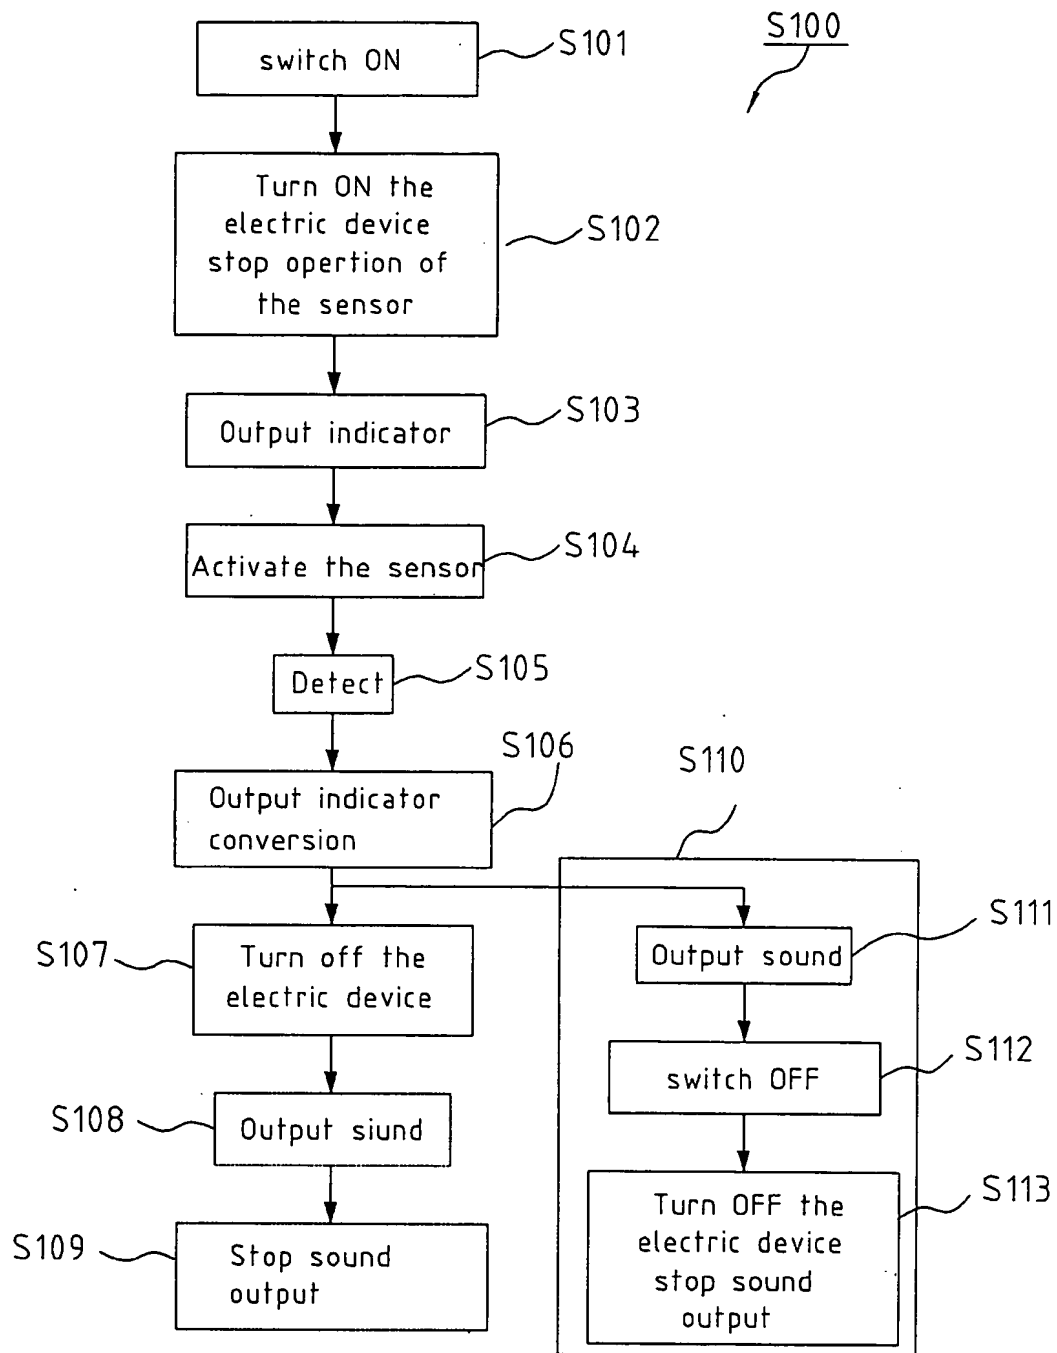 switch ON
S101
S100
Turn ON the
electric device
stop opertion of
the sensor
S102
Output indicator
S103
Activate the sensor
S104
Detect
S105
Output indicator
conversion
S106
S110
S107
Turn off the
electric device
Output sound
S111
switch OFF
S112
S108
Output siund
Turn OFF the
electric device
stop sound
output
S113
S109
Stop sound
output